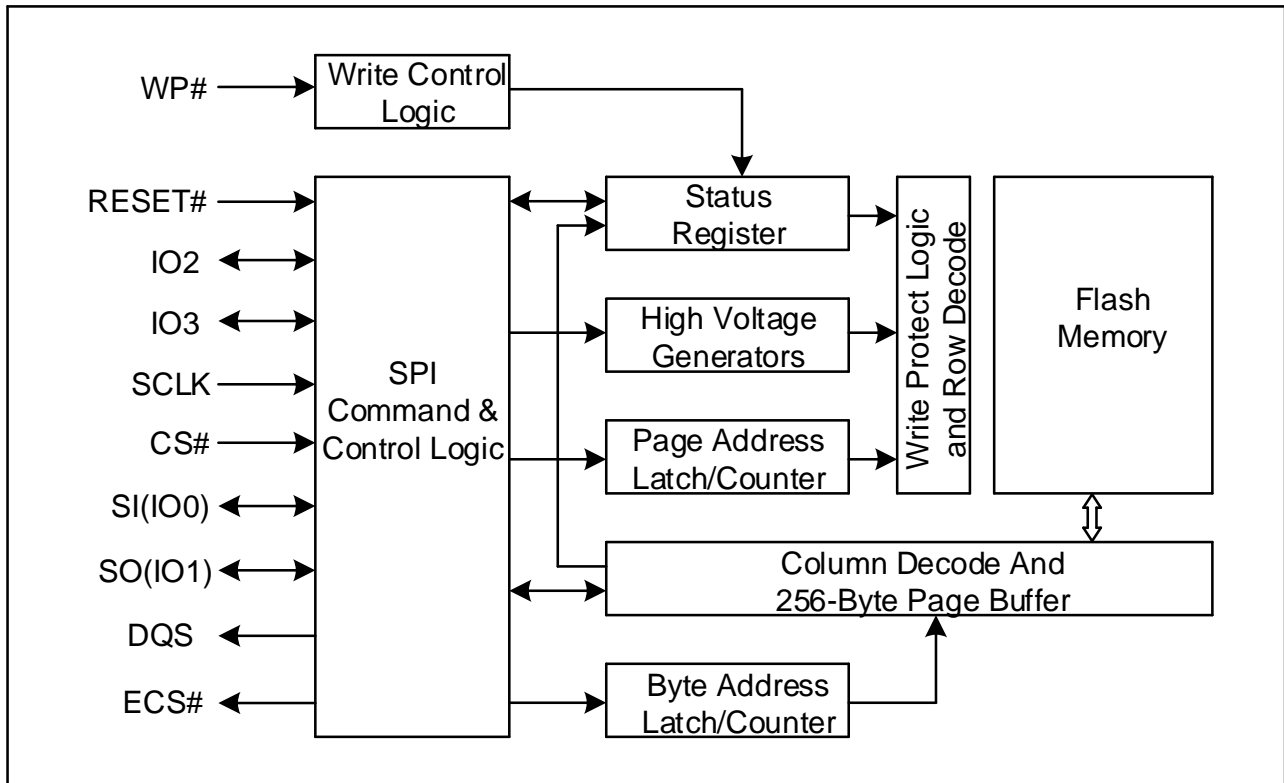 WP#
Write Control
Logic
RESET#
IO2
IO3
SCLK
CS#
SI(IO0)
SO(IO1)
DQS
ECS#
SPI
Command &
Control Logic
Status
Register
High Voltage
Generators
Page Address
Latch/Counter
Write Protect Logic
and Row Decode
Flash
Memory
Column Decode And
256-Byte Page Buffer
Byte Address
Latch/Counter